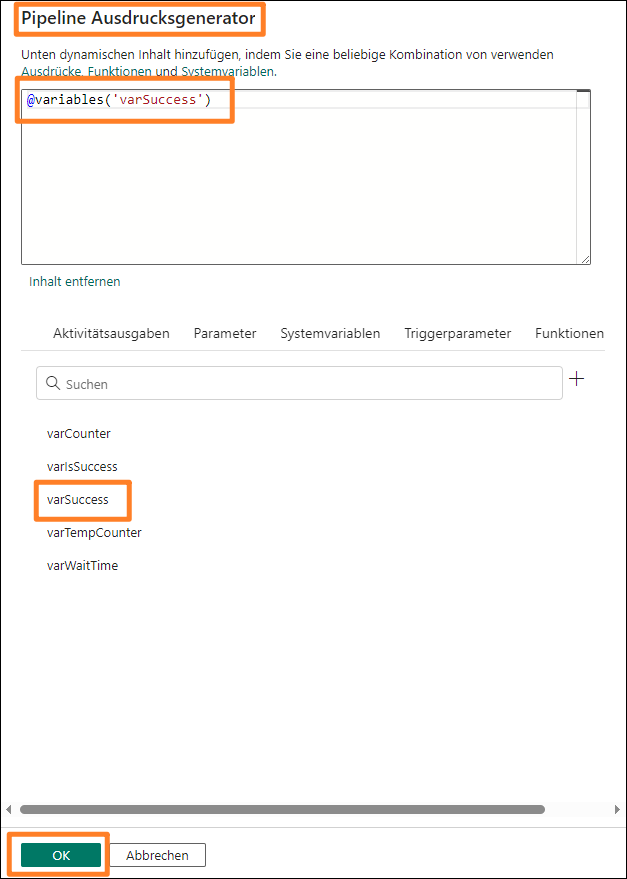 Pipeline Ausdrucksgenerator
Unten dynamischen Inhalt hinzufügen, indem Sie eine beliebige Kombination von verwenden
Ausdrücke, Funktionen und Systemvariablen.
@variables('varSuccess')
Inhalt entfernen
Aktivitätsausgaben Parameter Systemvariablen Triggerparameter Funktionen
Suchen
varCounter
varIsSuccess
varSuccess
varTempCounter
varWaitTime
OK Abbrechen